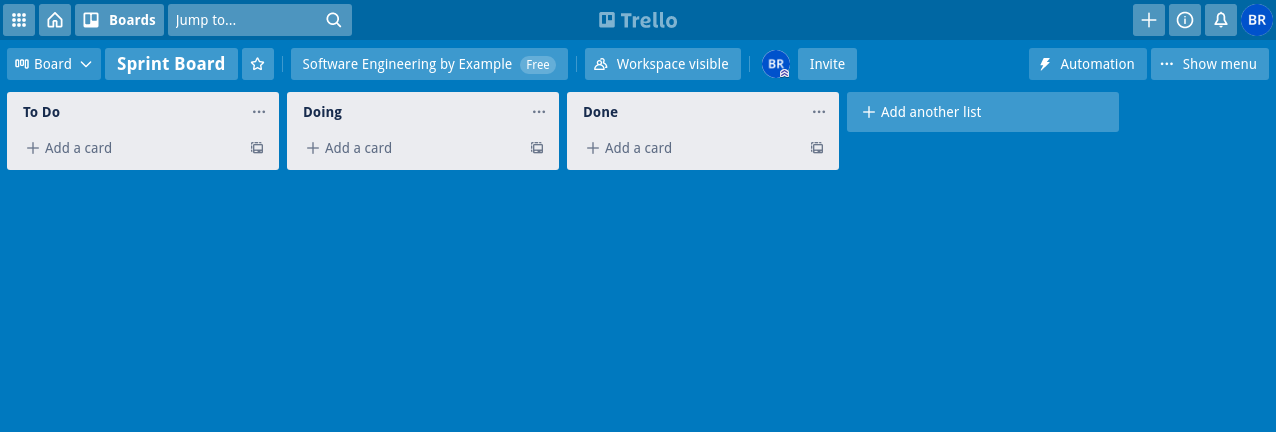 Boards Jump to... Trello BR
Board Sprint Board Software Engineering by Example Free Workspace visible BR Invite Automation Show menu
To Do Doing Done Add another list
Add a card Add a card Add a card